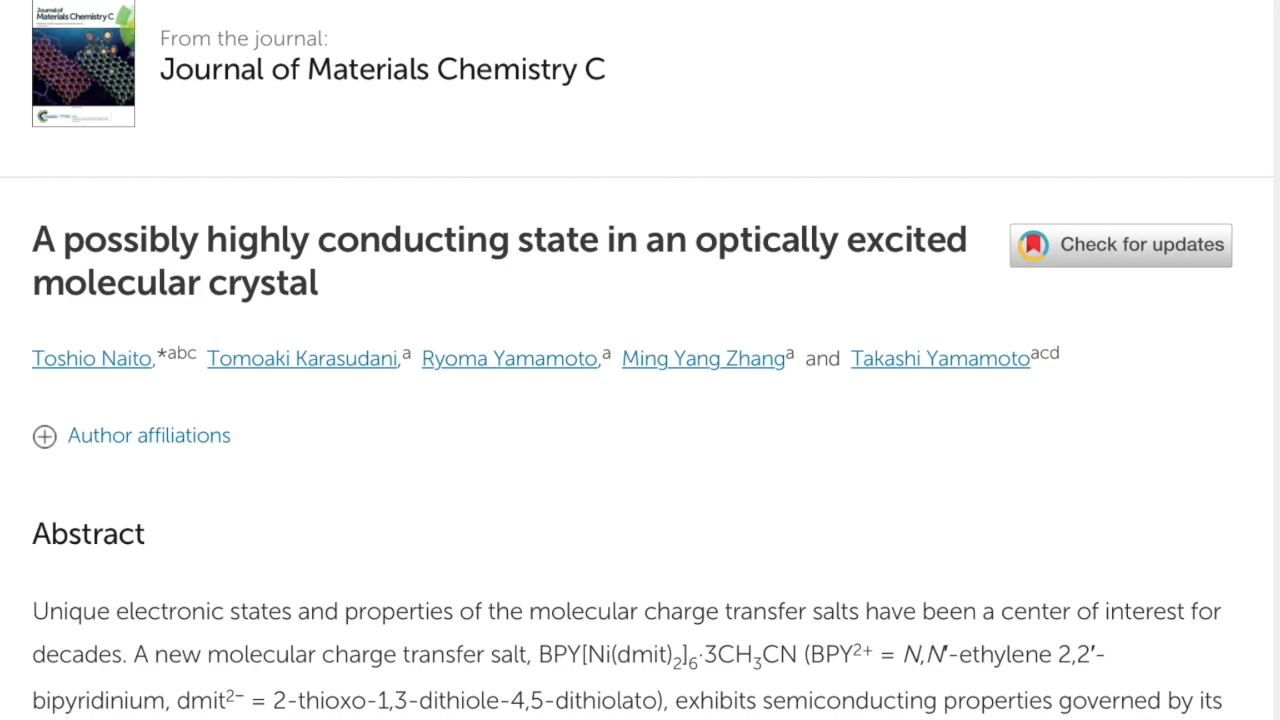 Journal of
Materials Chemistry C
From the journal:
Journal of Materials Chemistry C
A possibly highly conducting state in an optically excited
molecular crystal
Check for updates
Toshio Naito,*abc Tomoaki Karasudani,a Ryoma Yamamoto,a Ming Yang Zhanga and Takashi Yamamotoacd
Author affiliations
Abstract
Unique electronic states and properties of the molecular charge transfer salts have been a center of interest for
decades. A new molecular charge transfer salt, BPY[Ni(dmit)2]6·3CH3CN (BPY2+ = N,N′-ethylene 2,2′-
bipyridinium, dmit2− = 2-thioxo-1,3-dithiole-4,5-dithiolato), exhibits semiconducting properties governed by its